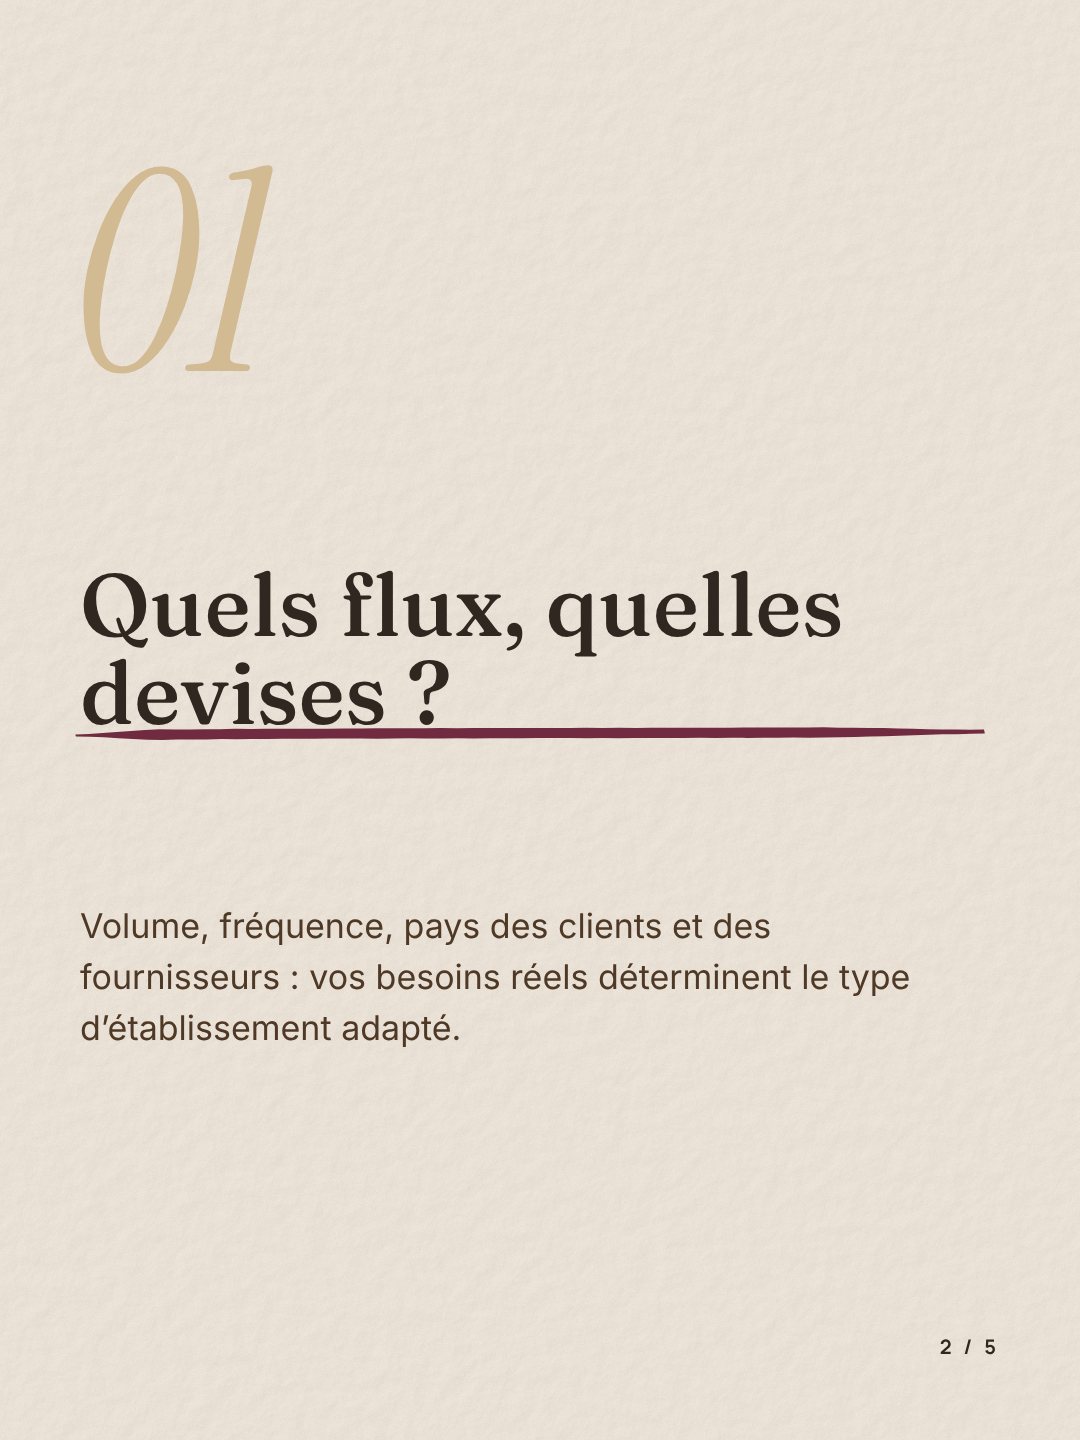 01
Quels flux, quelles
devises ?
Volume, fréquence, pays des clients et des
fournisseurs : vos besoins réels déterminent le type
d’établissement adapté.
2 / 5